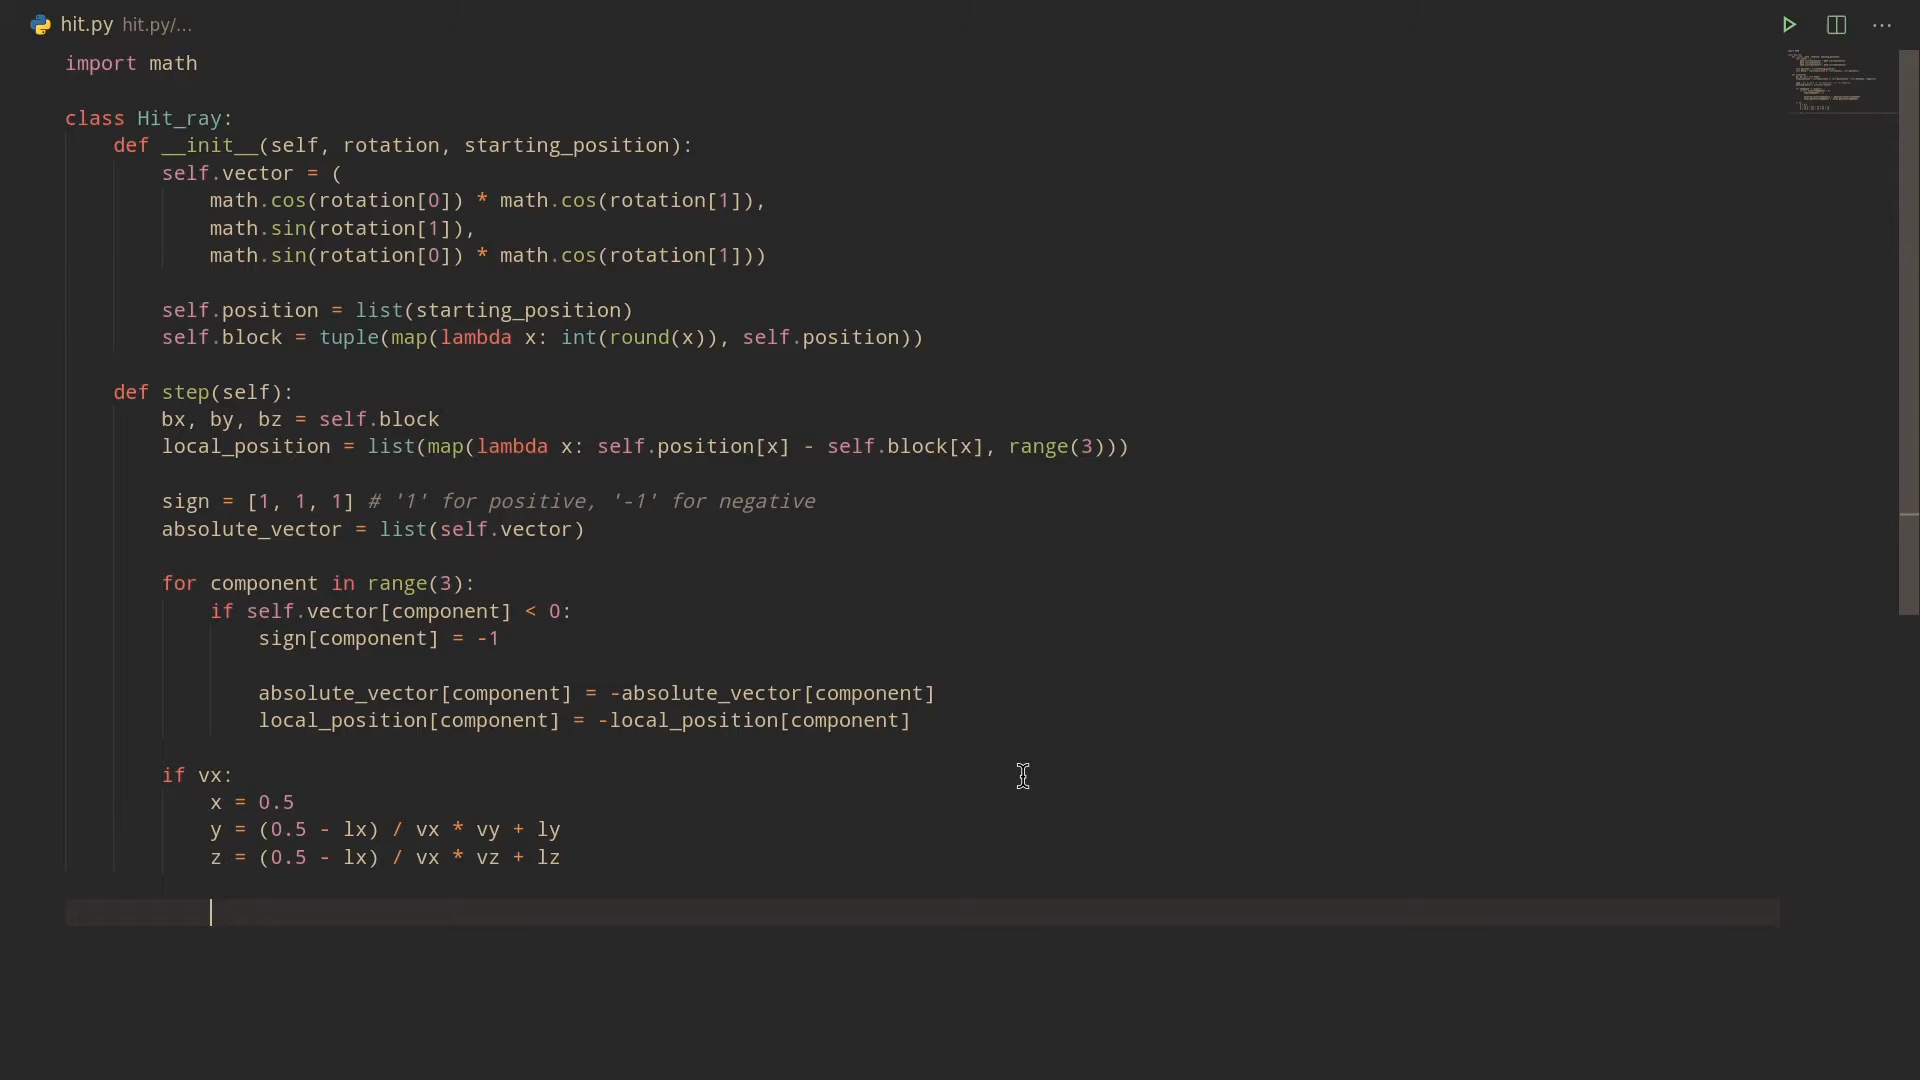 hit.py hit.py/...
import math
class Hit_ray:
def __init__(self, rotation, starting_position):
self.vector = (
math.cos(rotation[0]) * math.cos(rotation[1]),
math.sin(rotation[1]),
math.sin(rotation[0]) * math.cos(rotation[1]))
self.position = list(starting_position)
self.block = tuple(map(lambda x: int(round(x)), self.position))
def step(self):
bx, by, bz = self.block
local_position = list(map(lambda x: self.position[x] - self.block[x], range(3)))
sign = [1, 1, 1] # '1' for positive, '-1' for negative
absolute_vector = list(self.vector)
for component in range(3):
if self.vector[component] < 0:
sign[component] = -1
absolute_vector[component] = -absolute_vector[component]
local_position[component] = -local_position[component]
if vx:
x = 0.5
y = (0.5 - lx) / vx * vy + ly
z = (0.5 - lx) / vx * vz + lz